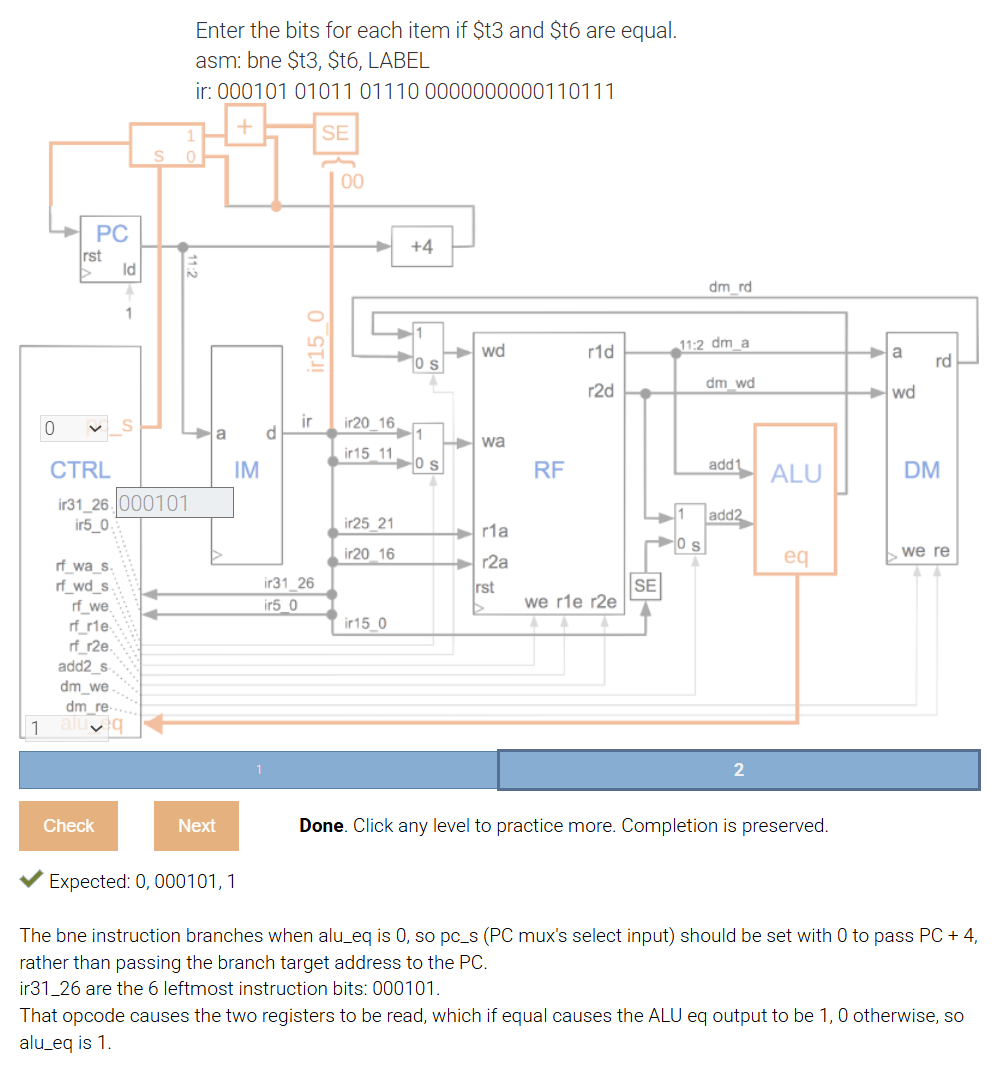 Enter the bits for each item if $t3 and $t6 are equal.
asm: bne $t3, $t6, LABEL
ir: 000101 01011 01110 0000000000110111
+
SE
1
S 0
00
PC
rst
ld
11:2
+4
1
dm_rd
ir15_0
1
0 s
wd
r1d
11:2 dm_a
a
rd
r2d
dm_wd
wd
0
_s
ir
ir20_16
1
a
d
wa
ir15_11
0 s
CTRL
IM
RF
add1
ALU
DM
ir31_26
000101
ir5_0
ir25_21
r1a
1
add2
0 s
ir20_16
r2a
eq
we re
rf_wa_s
rf_wd_s
ir31_26
rst
SE
rf_we
ir5_0
we r1e r2e
rf_r1e
ir15_0
rf_r2e
add2_s
dm_we
dm_re
1
alu_eq
1
2
Check
Next
Done. Click any level to practice more. Completion is preserved.
Expected: 0, 000101, 1
The bne instruction branches when alu_eq is 0, so pc_s (PC mux's select input) should be set with 0 to pass PC + 4,
rather than passing the branch target address to the PC.
ir31_26 are the 6 leftmost instruction bits: 000101.
That opcode causes the two registers to be read, which if equal causes the ALU eq output to be 1, 0 otherwise, so
alu_eq is 1.